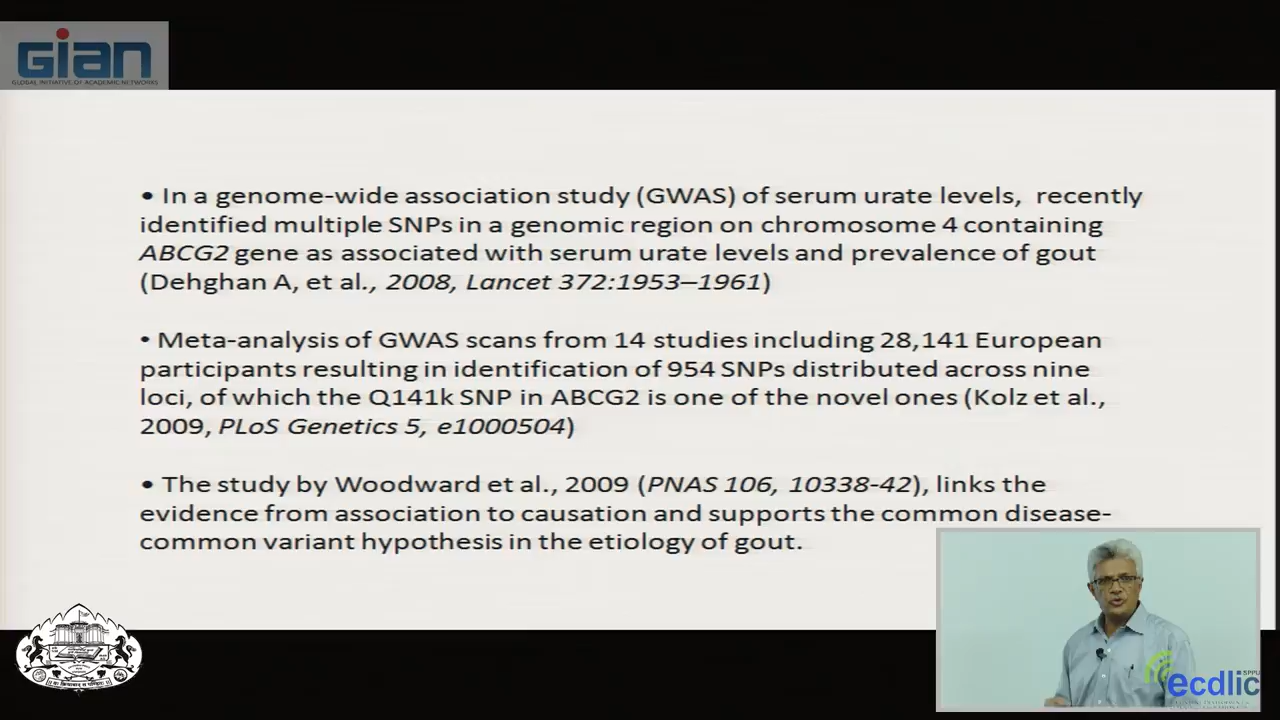 GIAN
GLOBAL INITIATIVE OF ACADEMIC NETWORKS
• In a genome-wide association study (GWAS) of serum urate levels, recently
identified multiple SNPs in a genomic region on chromosome 4 containing
ABCG2 gene as associated with serum urate levels and prevalence of gout
(Dehghan A, et al., 2008, Lancet 372:1953–1961)
• Meta-analysis of GWAS scans from 14 studies including 28,141 European
participants resulting in identification of 954 SNPs distributed across nine
loci, of which the Q141k SNP in ABCG2 is one of the novel ones (Kolz et al.,
2009, PLoS Genetics 5, e1000504)
• The study by Woodward et al., 2009 (PNAS 106, 10338-42), links the
evidence from association to causation and supports the common disease-
common variant hypothesis in the etiology of gout.
SPPU
ecdlic